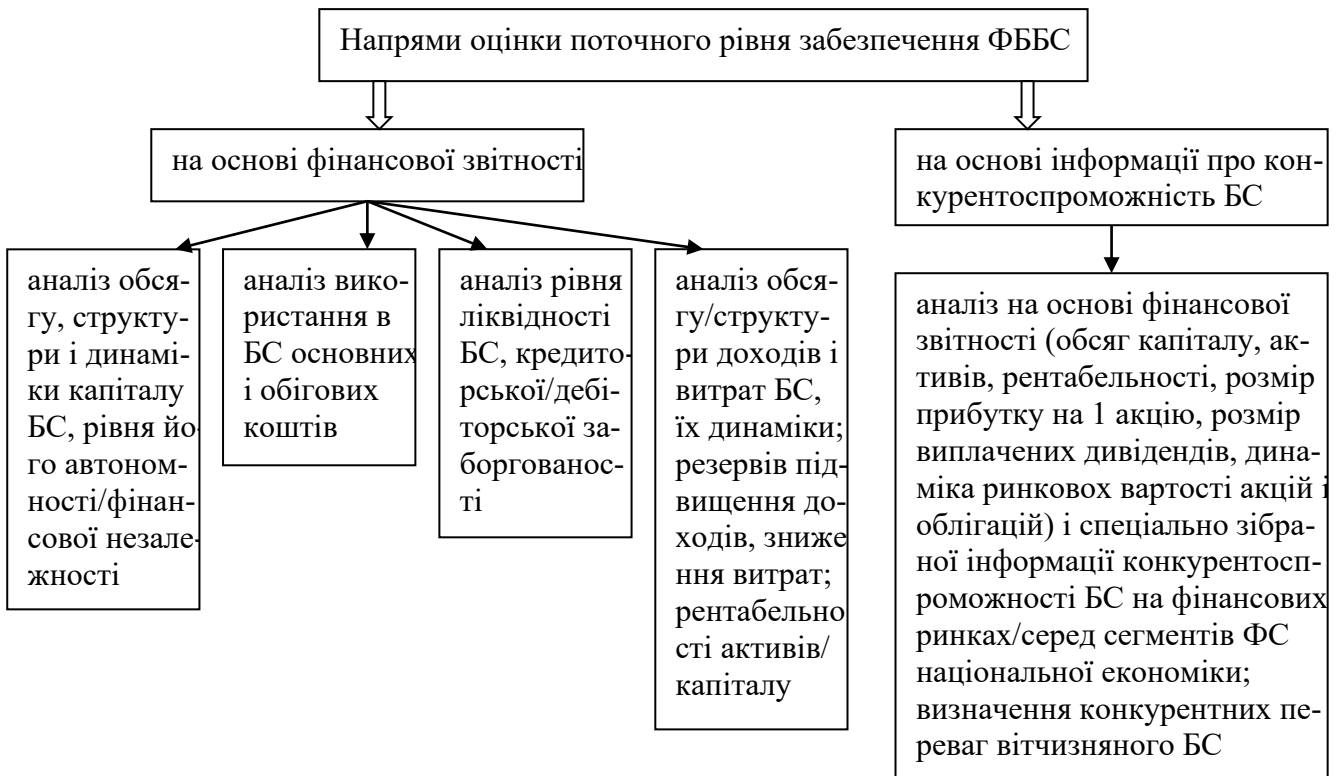 Напрями оцінки поточного рівня забезпечення ФББС
на основі фінансової звітності
на основі інформації про кон-
курентоспроможність БС
аналіз обся-
гу, структу-
ри і динамі-
ки капіталу
БС, рівня йо
го автоном-
ності/фінан-
сової незале-
жності
аналіз вико-
ристання в
БС основних
і обігових
коштів
аналіз рівня
ліквідності
БС, кредито-
рської/дебі-
торської за-
боргованос-
ті
аналіз обся-
гу/структу-
ри доходів і
витрат БС,
їх динаміки;
резервів під-
вищення до-
ходів, зниже
ння витрат;
рентабельно
сті активів/
капіталу
аналіз на основі фінансової
звітності (обсяг капіталу, ак-
тивів, рентабельності, розмір
прибутку на 1 акцію, розмір
виплачених дивідендів, дина-
міка ринковох вартості акцій і
облігацій) і спеціально зібра-
ної інформації конкурентосп-
роможності БС на фінансових
ринках/серед сегментів ФС
національної економіки;
визначення конкурентних пе-
реваг вітчизняного БС